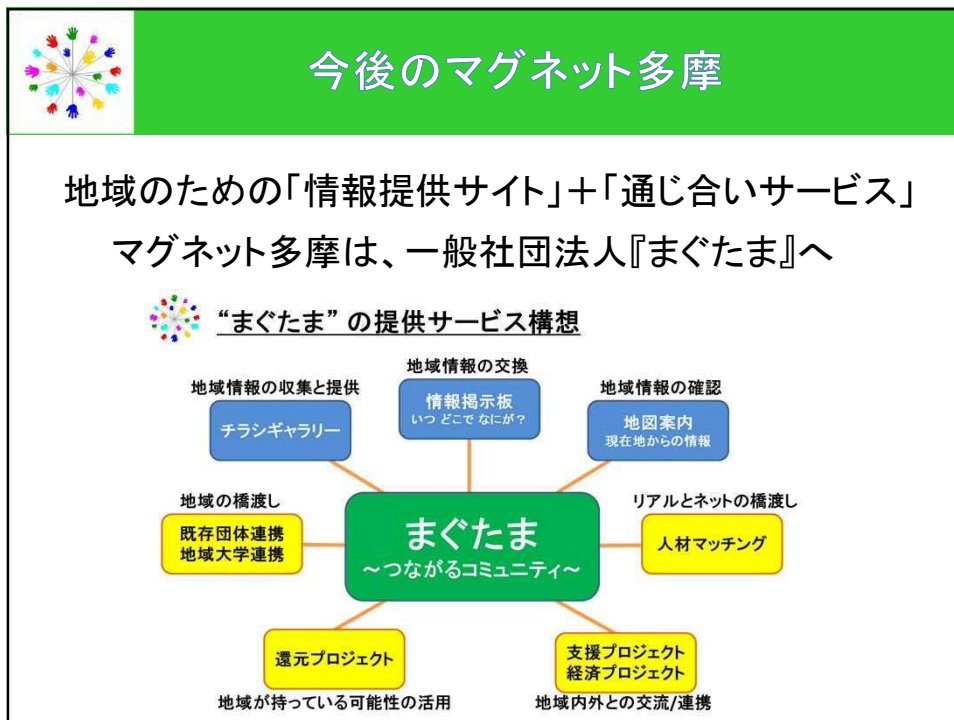 今後のマグネット多摩
地域のための「情報提供サイト」＋「通じ合いサービス」
マグネット多摩は、一般社団法人『まぐたま』へ
“まぐたま” の提供サービス構想
地域情報の収集と提供
チラシギャラリー
地域情報の交換
情報掲示板
いつ どこで なにが？
地域情報の確認
地図案内
現在地からの情報
地域の橋渡し
既存団体連携
地域大学連携
まぐたま
～つながるコミュニティ～
リアルとネットの橋渡し
人材マッチング
還元プロジェクト
地域が持っている可能性の活用
支援プロジェクト
経済プロジェクト
地域内外との交流/連携